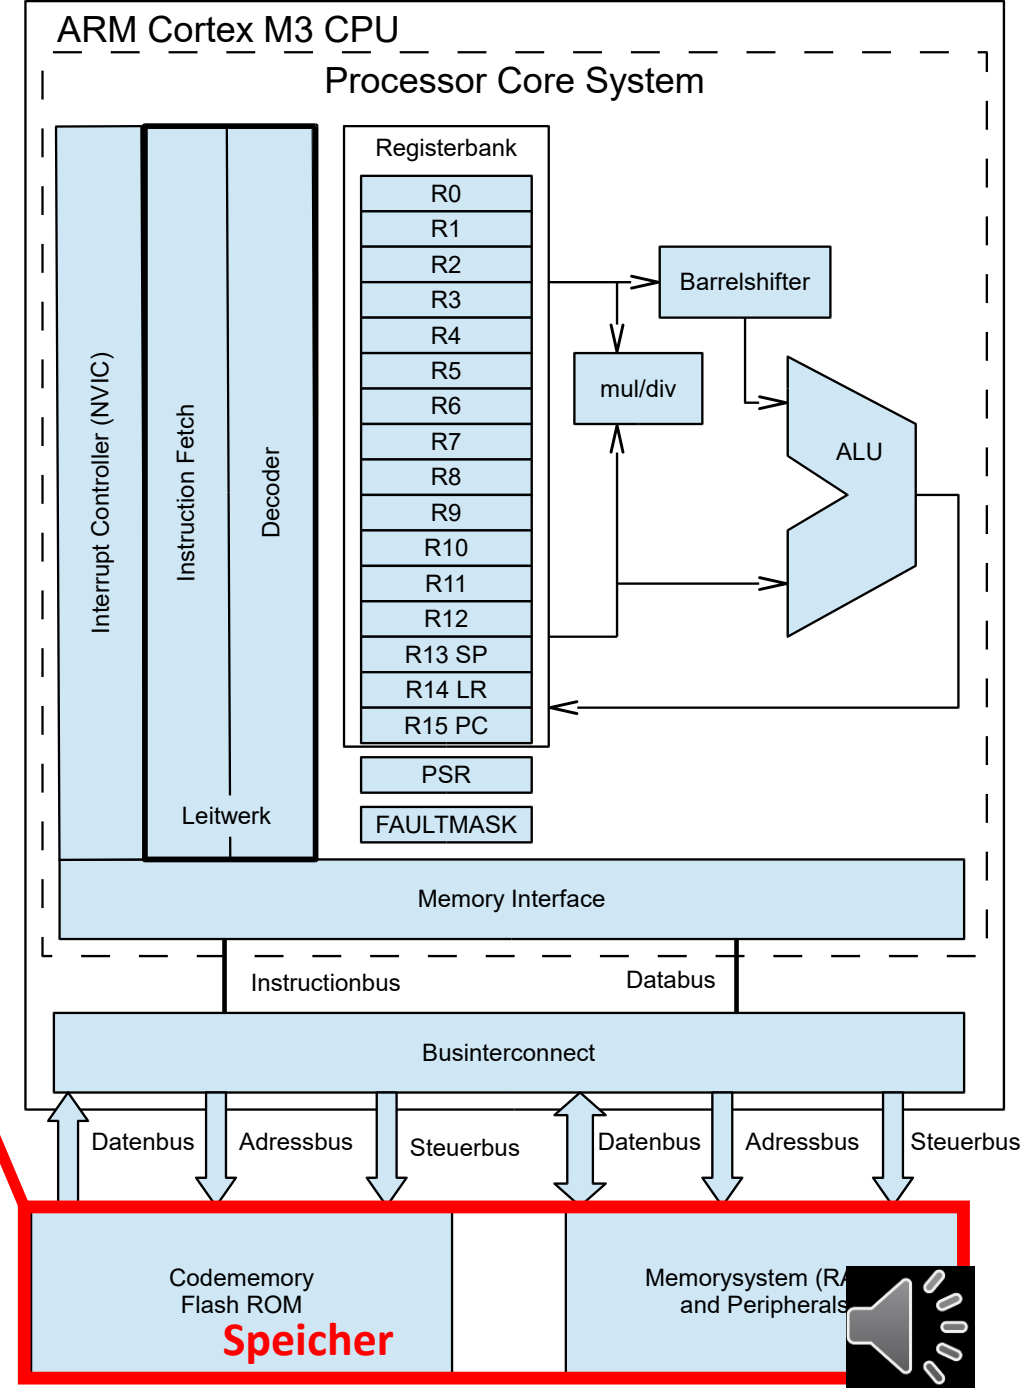 ARM Cortex M3 CPU
Processor Core System
Interrupt Controller (NVIC)
Instruction Fetch
Decoder
Leitwerk
Registerbank
R0
R1
R2
R3
R4
R5
R6
R7
R8
R9
R10
R11
R12
R13 SP
R14 LR
R15 PC
PSR
FAULTMASK
Barrelshifter
mul/div
ALU
Memory Interface
Instructionbus
Databus
Businterconnect
Datenbus
Adressbus
Steuerbus
Datenbus
Adressbus
Steuerbus
Codememory
Flash ROM
Speicher
Memorysystem
and Peripherals